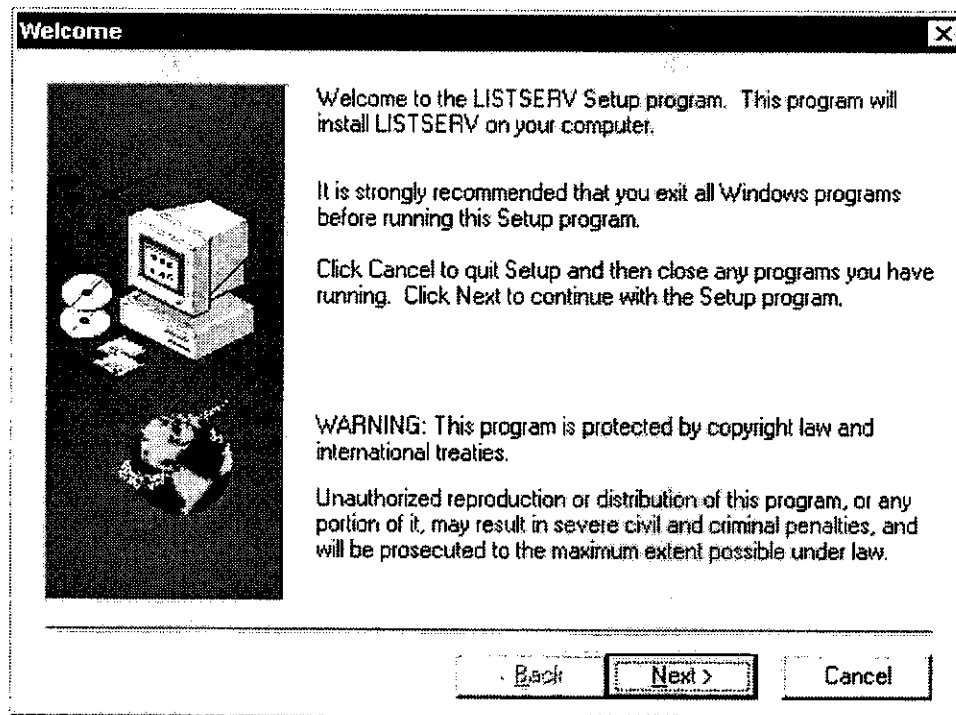 Welcome
Welcome to the LISTSERV Setup program. This program will
install LISTSERV on your computer.
It is strongly recommended that you exit all Windows programs
before running this Setup program.
Click Cancel to quit Setup and then close any programs you have
running. Click Next to continue with the Setup program.
WARNING: This program is protected by copyright law and
international treaties.
Unauthorized reproduction or distribution of this program, or any
portion of it, may result in severe civil and criminal penalties, and
will be prosecuted to the maximum extent possible under law.
Back Next > Cancel